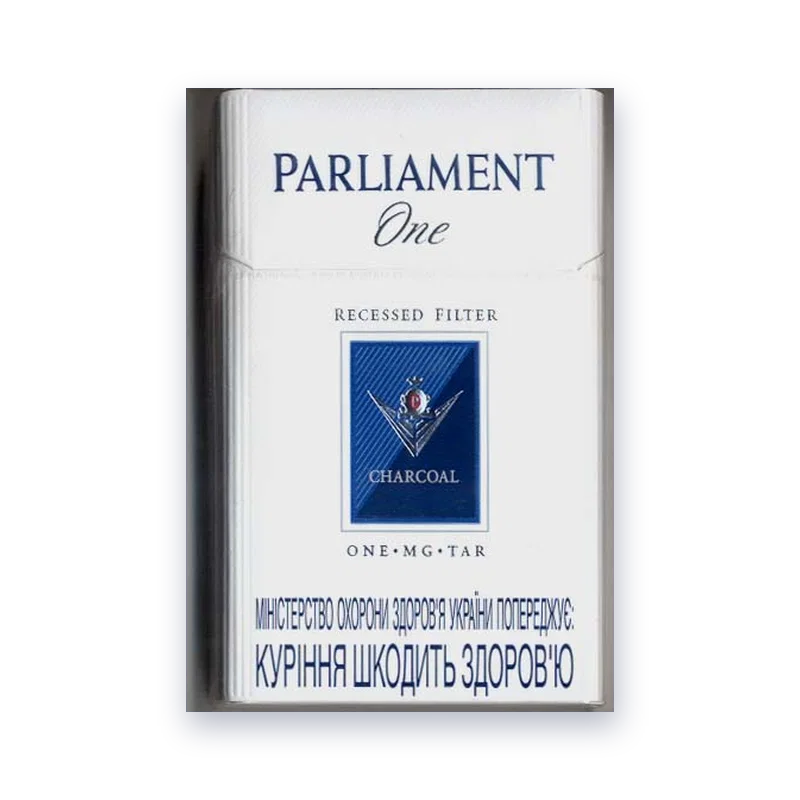 PARLIAMENT
One
RECESSED FILTER
CHARCOAL
ONE•MG•TAR
МІНІСТЕРСТВО ОХОРОНИ ЗДОРОВ'Я УКРАЇНИ ПОПЕРЕДЖУЄ:
КУРІННЯ ШКОДИТЬ ЗДОРОВ'Ю